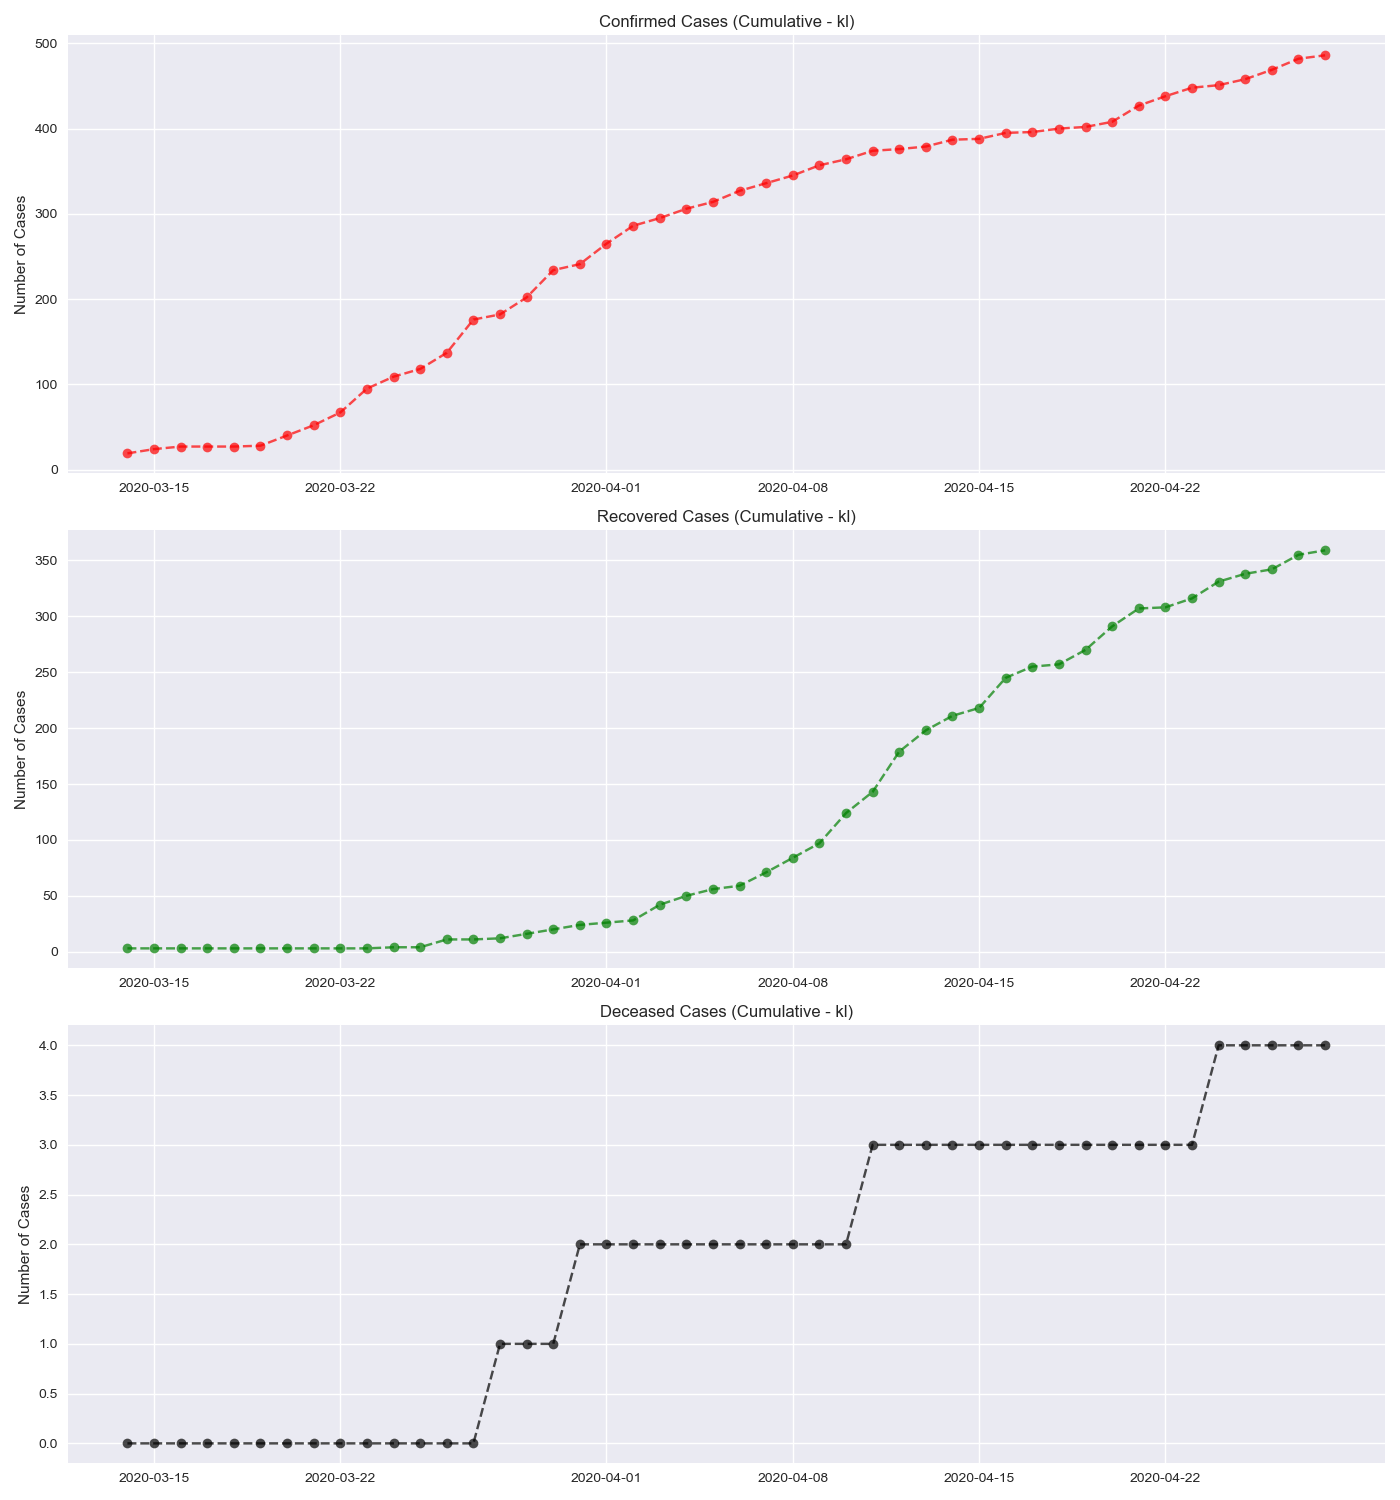 Confirmed Cases (Cumulative - kl)
500
400
300
200
100
0
Number of Cases
2020-03-15 2020-03-22 2020-04-01 2020-04-08 2020-04-15 2020-04-22
Recovered Cases (Cumulative - kl)
350
300
250
200
150
100
50
0
Number of Cases
2020-03-15 2020-03-22 2020-04-01 2020-04-08 2020-04-15 2020-04-22
Deceased Cases (Cumulative - kl)
4.0
3.5
3.0
2.5
2.0
1.5
1.0
0.5
0.0
Number of Cases
2020-03-15 2020-03-22 2020-04-01 2020-04-08 2020-04-15 2020-04-22